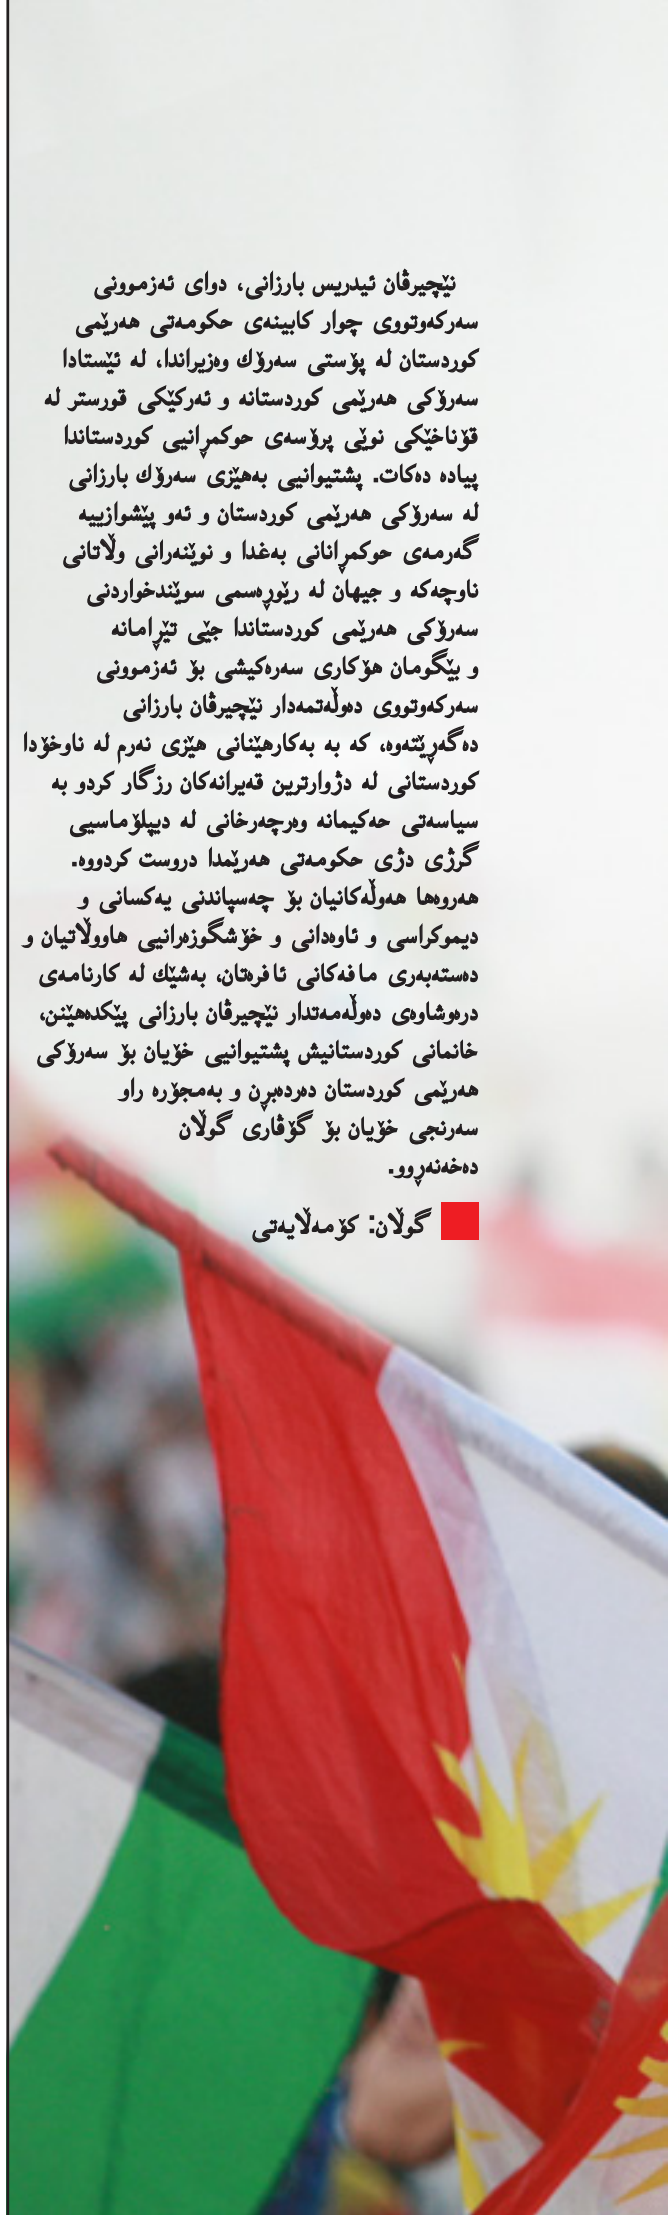 نێچیرڤان ئیدریس بارزانی، دوای ئەزموونی
سەرکەوتووی چوار کابینەی حکومەتی هەرێمی
کوردستان لە پۆستی سەرۆك وەزیراندا، لە ئێستادا
سەرۆکی هەرێمی کوردستانە و ئەرکێکی قورستر لە
قۆناخێکی نوێی پرۆسەی حوکمڕانیی کوردستاندا
پیادە دەکات. پشتیوانیی بەهێزی سەرۆك بارزانی
لە سەرۆکی هەرێمی کوردستان و ئەو پێشوازییە
گەرمەی حوکمڕانانی بەغدا و نوێنەرانی وڵاتانی
ناوچەکە و جیهان لە رێوڕەسمی سوێندخواردنی
سەرۆکی هەرێمی کوردستاندا جێی تێڕامانە
و بێگومان هۆکاری سەرەکیشی بۆ ئەزموونی
سەرکەوتووی دەوڵەتمەدار نێچیرڤان بارزانی
دەگەڕێتەوە، کە بە بەکارهێنانی هێزی نەرم لە ناوخۆدا
کوردستانی لە دژوارترین قەیرانەکان رزگار کردو بە
سیاسەتی حەکیمانە وەرچەرخانی لە دیپلۆماسیی
گرژی دژی حکومەتی هەرێمدا دروست کردووە.
هەروەها هەوڵەکانیان بۆ چەسپاندنی یەکسانی و
دیموکراسی و ئاوەدانی و خۆشگوزەرانیی هاووڵاتیان و
دەستەبەری مافەکانی ئافرەتان، بەشێك لە کارنامەی
درەوشاوەی دەوڵەمەتدار نێچیرڤان بارزانی پێکدەهێنن،
خانمانی کوردستانیش پشتیوانیی خۆیان بۆ سەرۆکی
هەرێمی کوردستان دەردەبڕن و بەمجۆرە راو
سەرنجی خۆیان بۆ گۆڤاری گوڵان
دەخەنەڕوو.
گوڵان: کۆمەڵایەتی